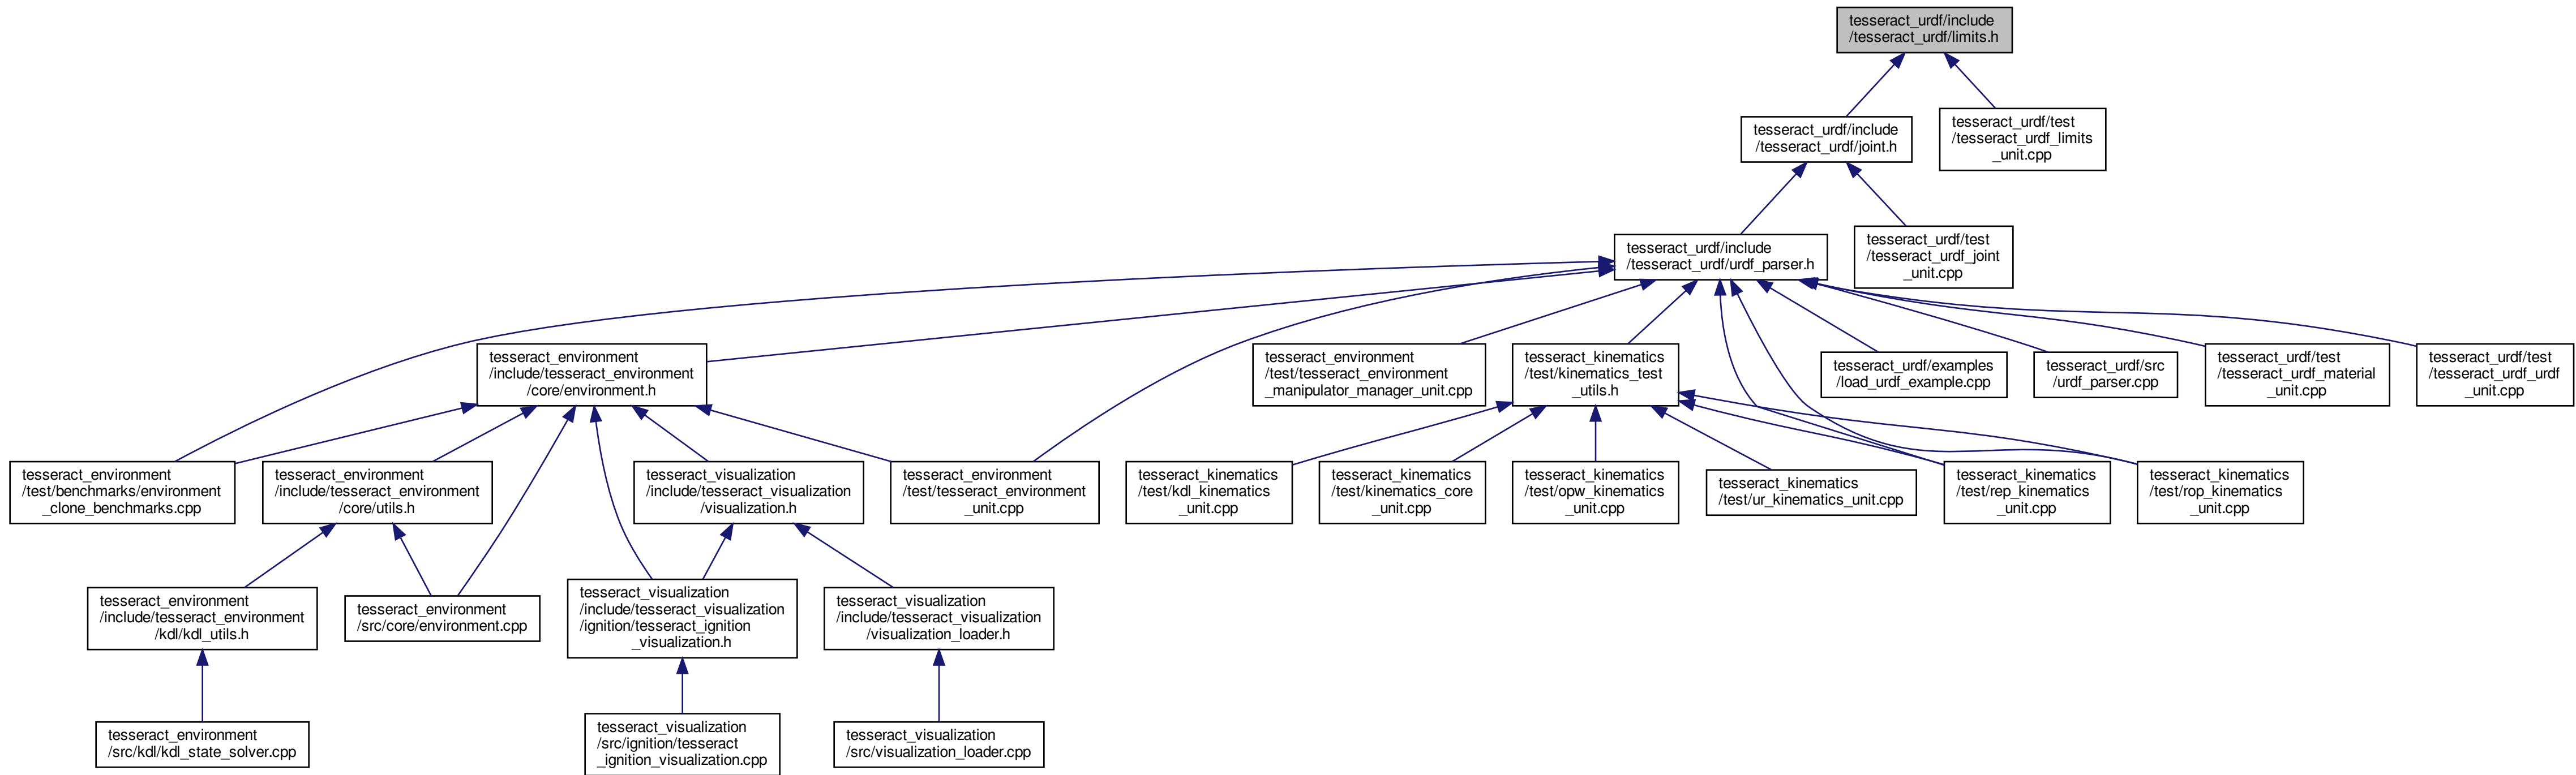 tesseract_urdf/include
/tesseract_urdf/limits.h
tesseract_urdf/include
/tesseract_urdf/joint.h
tesseract_urdf/test
/tesseract_urdf_limits
_unit.cpp
tesseract_urdf/include
/tesseract_urdf/urdf_parser.h
tesseract_urdf/test
/tesseract_urdf_joint
_unit.cpp
tesseract_environment
/include/tesseract_environment
/core/environment.h
tesseract_environment
/test/tesseract_environment
_manipulator_manager_unit.cpp
tesseract_kinematics
/test/kinematics_test
_utils.h
tesseract_urdf/examples
/load_urdf_example.cpp
tesseract_urdf/src
/urdf_parser.cpp
tesseract_urdf/test
/tesseract_urdf_material
_unit.cpp
tesseract_urdf/test
/tesseract_urdf_urdf
_unit.cpp
tesseract_environment
/test/benchmarks/environment
_clone_benchmarks.cpp
tesseract_environment
/include/tesseract_environment
/core/utils.h
tesseract_visualization
/include/tesseract_visualization
/visualization.h
tesseract_environment
/test/tesseract_environment
_unit.cpp
tesseract_kinematics
/test/kdl_kinematics
_unit.cpp
tesseract_kinematics
/test/kinematics_core
_unit.cpp
tesseract_kinematics
/test/opw_kinematics
_unit.cpp
tesseract_kinematics
/test/ur_kinematics_unit.cpp
tesseract_kinematics
/test/rep_kinematics
_unit.cpp
tesseract_kinematics
/test/rop_kinematics
_unit.cpp
tesseract_environment
/include/tesseract_environment
/kdl/kdl_utils.h
tesseract_environment
/src/core/environment.cpp
tesseract_visualization
/include/tesseract_visualization
/ignition/tesseract_ignition
_visualization.h
tesseract_visualization
/include/tesseract_visualization
/visualization_loader.h
tesseract_environment
/src/kdl/kdl_state_solver.cpp
tesseract_visualization
/src/ignition/tesseract
_ignition_visualization.cpp
tesseract_visualization
/src/visualization_loader.cpp